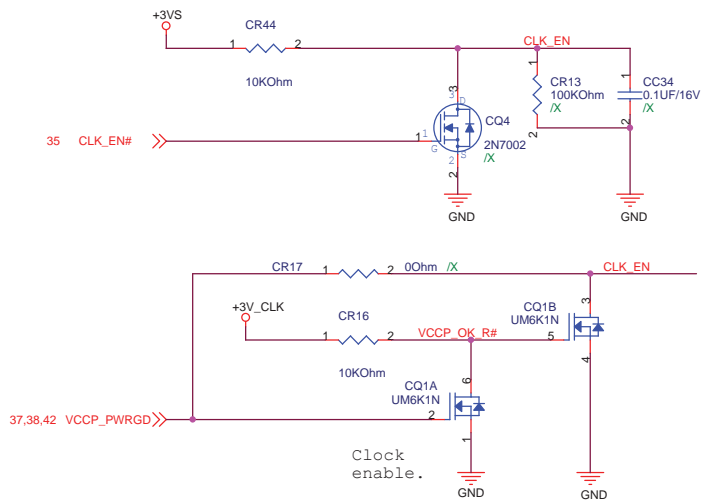 +3VS
CR44
1 2
10KOhm
CLK_EN
3
3 D
1
CR13
100KOhm
/X
2
1
CC34
0.1UF/16V
/X
2
35 CLK_EN#
1 1
G
CQ4
2N7002
/X
S
2
2
GND
GND
CR17 1 2 0Ohm /X
CLK_EN
+3V_CLK
CR16
1 2
10KOhm
VCCP_OK_R#
CQ1B
UM6K1N
3
5
4
CQ1A
UM6K1N
6
2
1
37,38,42 VCCP_PWRGD
Clock
enable.
GND
GND